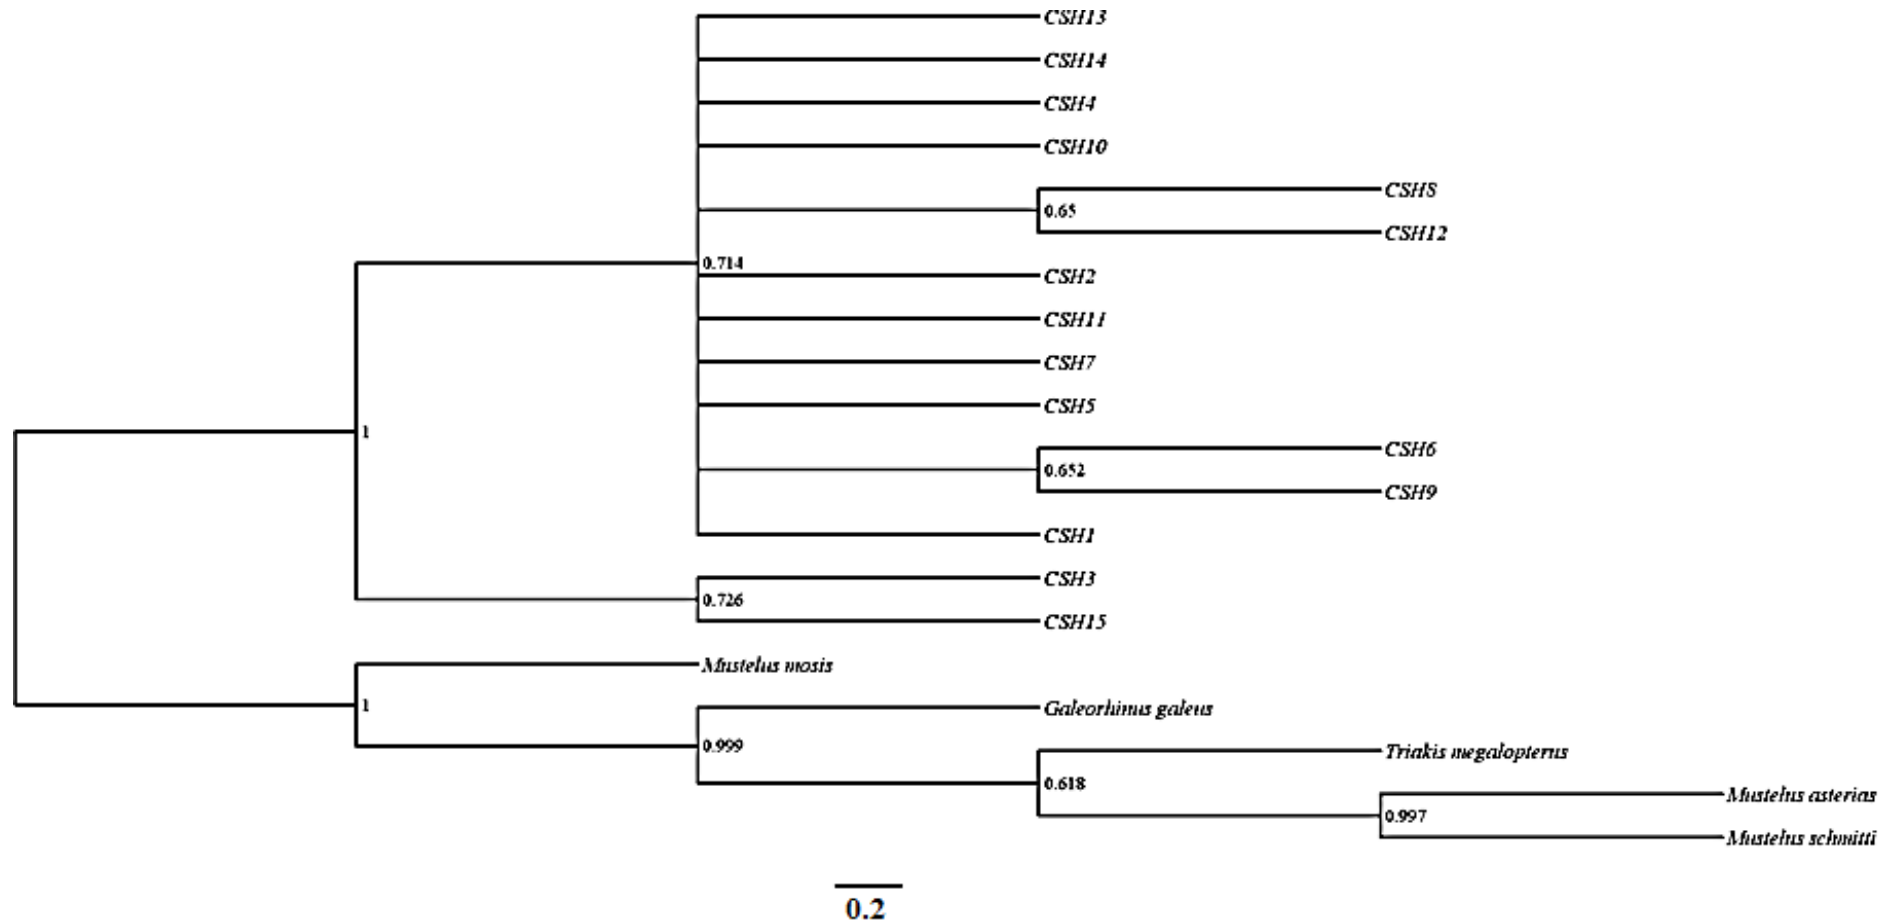 CSH13
CSH14
CSH4
CSH10
CSH8
0.65
CSH12
0.714
CSH2
CSH11
CSH7
CSH5
1
CSH6
0.652
CSH9
CSH1
CSH3
0.726
CSH15
Mustelus mosis
1
Galeorhinus galeus
0.999
Triakis megalopterus
0.618
Mustelus asterias
0.997
Mustelus schmitti
0.2